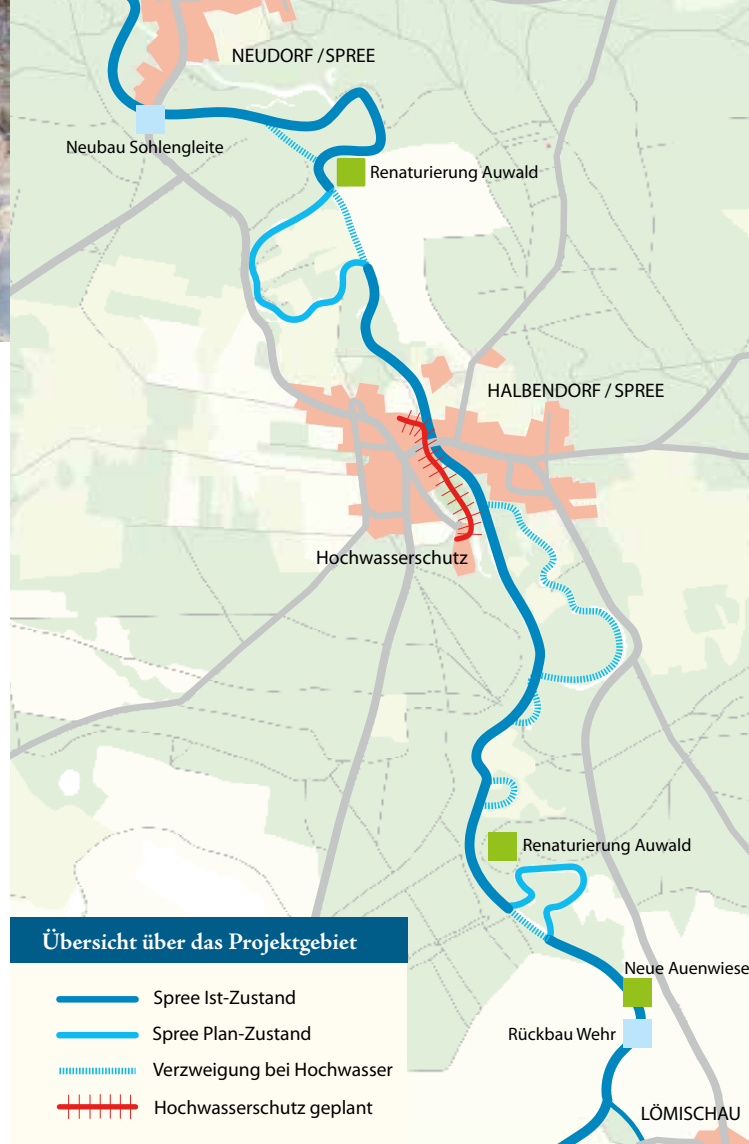 NEUDORF / SPREE
Neubau Sohlengleite
Renaturierung Auwald
HALBENDORF / SPREE
Hochwasserschutz
Renaturierung Auwald
Übersicht über das Projektgebiet
Neue Auenwiese
Spree Ist-Zustand
Spree Plan-Zustand
Rückbau Wehr
Verzweigung bei Hochwasser
Hochwasserschutz geplant
LÖMISCHAU